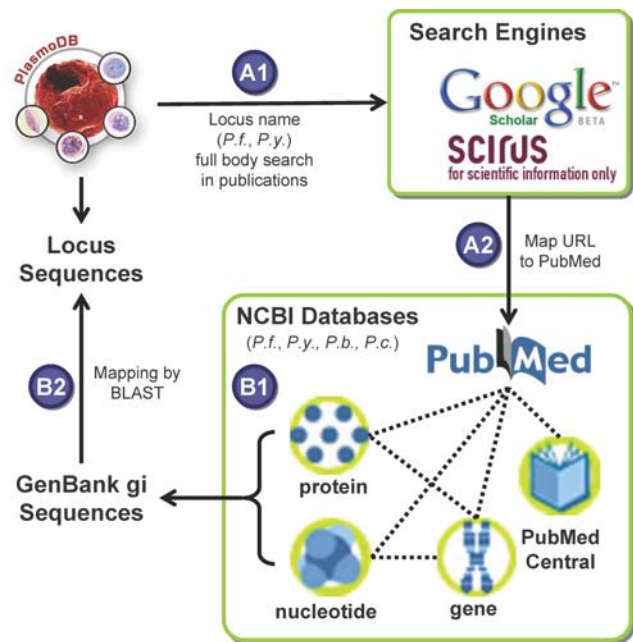 PlasmoDB
A1
Locus name
(P.f., P.y.)
full body search
in publications
Search Engines
Google™
Scholar BETA
SCIRUS
for scientific information only
A2
Map URL
to PubMed
Locus
Sequences
B2
Mapping by
BLAST
GenBank gi
Sequences
NCBI Databases
(P.f., P.y., P.b., P.c.)
B1
PubMed
protein
nucleotide
gene
PubMed
Central